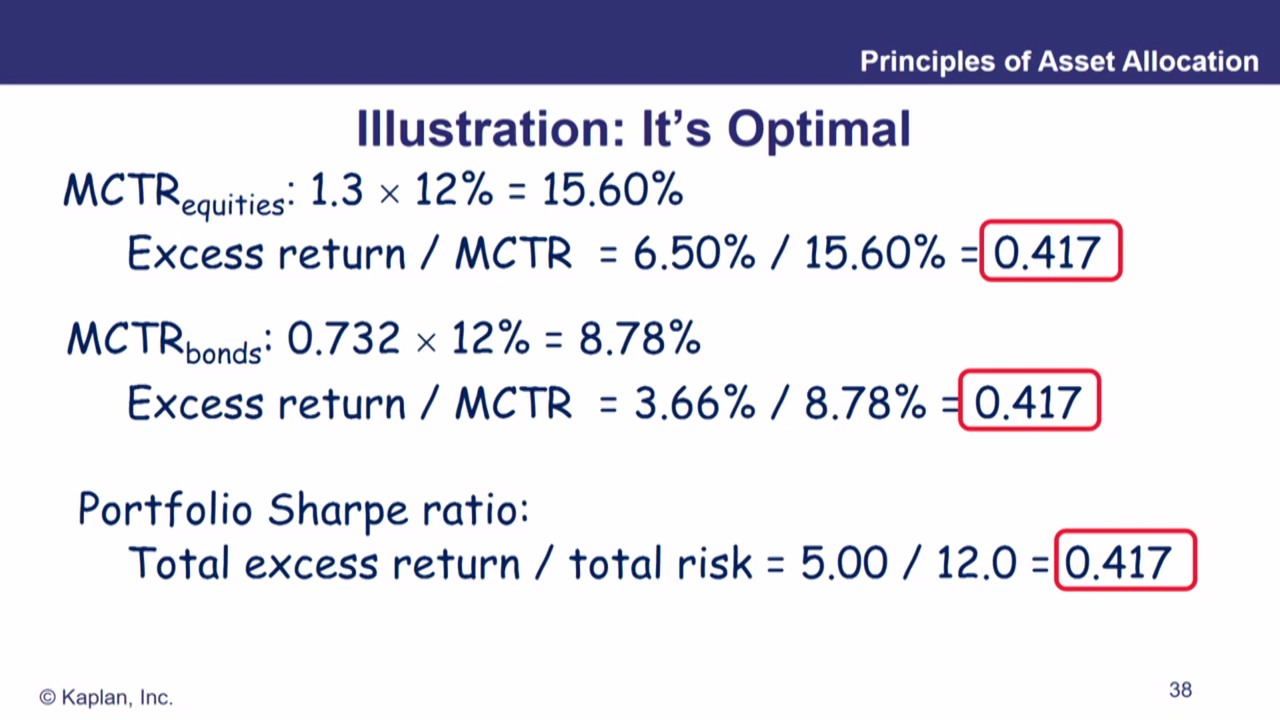 Principles of Asset Allocation
Illustration: It's Optimal
MCTRequities: 1.3 × 12% = 15.60%
Excess return / MCTR = 6.50% / 15.60% = 0.417
MCTRbonds: 0.732 × 12% = 8.78%
Excess return / MCTR = 3.66% / 8.78% = 0.417
Portfolio Sharpe ratio:
Total excess return / total risk = 5.00 / 12.0 = 0.417
© Kaplan, Inc.
38